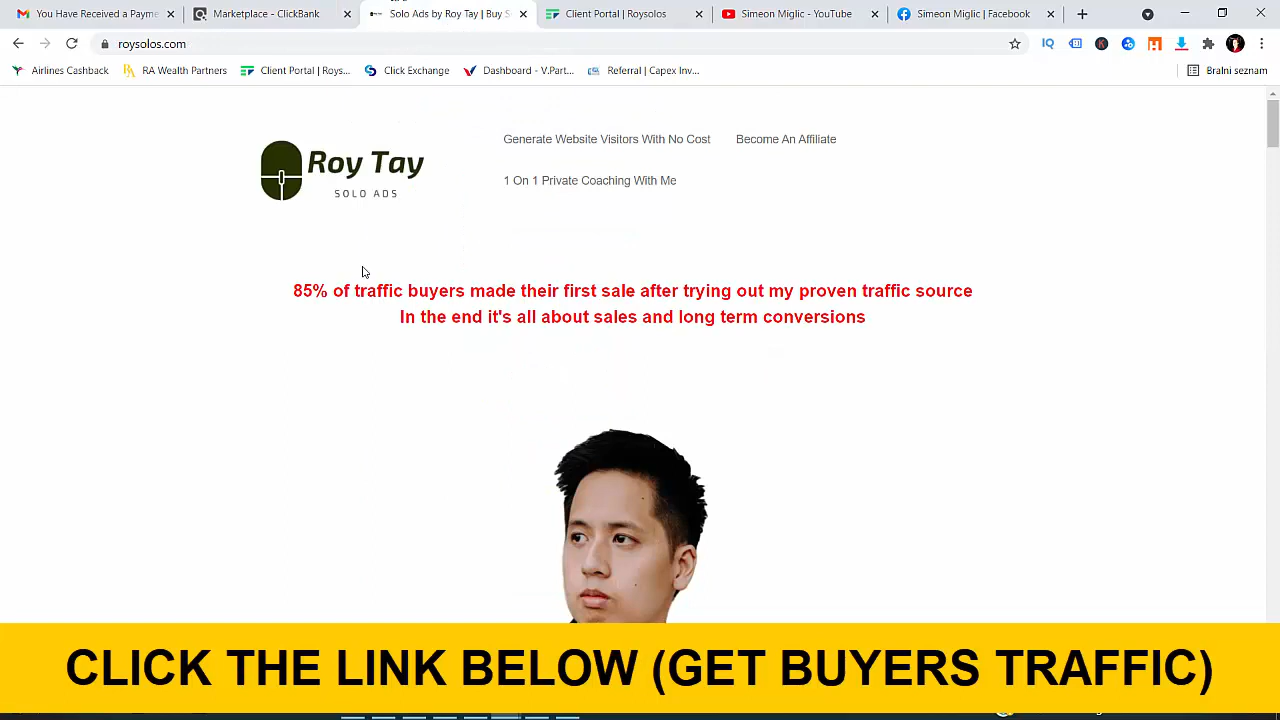 You Have Received a Payme
Marketplace - ClickBank
Solo Ads by Roy Tay | Buy S
Client Portal | Roysolos
Simeon Miglic - YouTube
Simeon Miglic | Facebook
roysolos.com
Airlines Cashback
RA Wealth Partners
Client Portal | Roys...
Click Exchange
Dashboard - V.Part...
Referral | Capex Inv...
Bralni seznam
Roy Tay
SOLO ADS
Generate Website Visitors With No Cost
Become An Affiliate
1 On 1 Private Coaching With Me
85% of traffic buyers made their first sale after trying out my proven traffic source
In the end it's all about sales and long term conversions
CLICK THE LINK BELOW (GET BUYERS TRAFFIC)